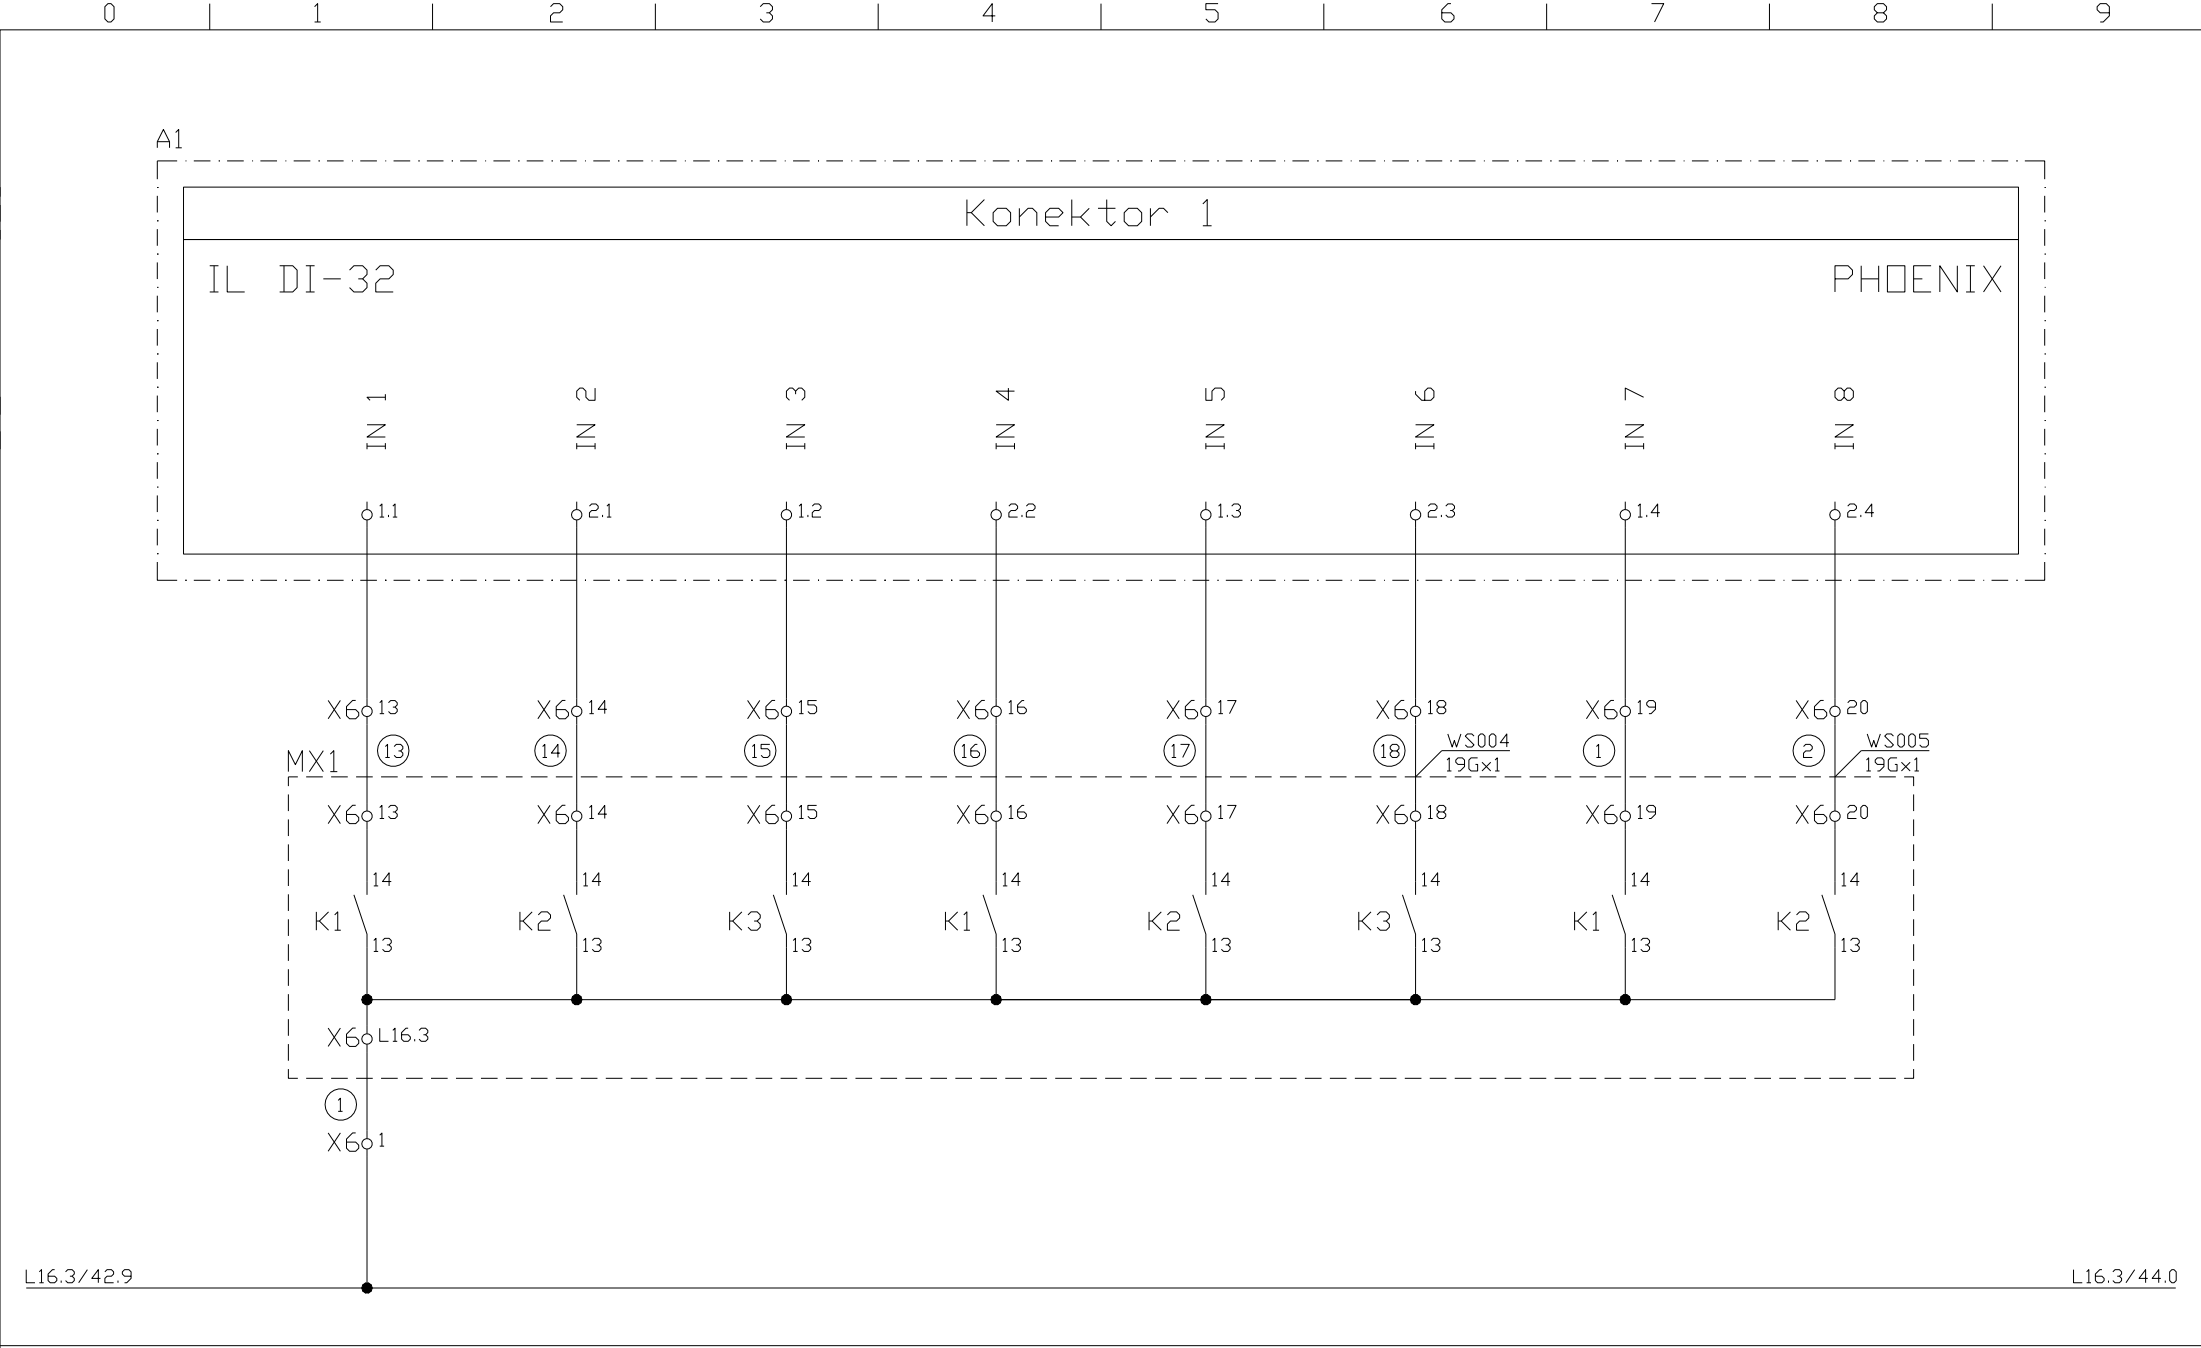 0 1 2 3 4 5 6 7 8 9
A1
Konektor 1
IL DI-32 PHOENIX
IN 1 IN 2 IN 3 IN 4 IN 5 IN 6 IN 7 IN 8
1.1 2.1 1.2 2.2 1.3 2.3 1.4 2.4
X6 13 X6 14 X6 15 X6 16 X6 17 X6 18 X6 19 X6 20
13 14 15 16 17 18 WS004 1 2 WS005
MX1 19Gx1 19Gx1
X6 13 X6 14 X6 15 X6 16 X6 17 X6 18 X6 19 X6 20
14 14 14 14 14 14 14 14
K1 K2 K3 K1 K2 K3 K1 K2
13 13 13 13 13 13 13 13
X6 L16.3
1
X6 1
L16.3/42.9 L16.3/44.0